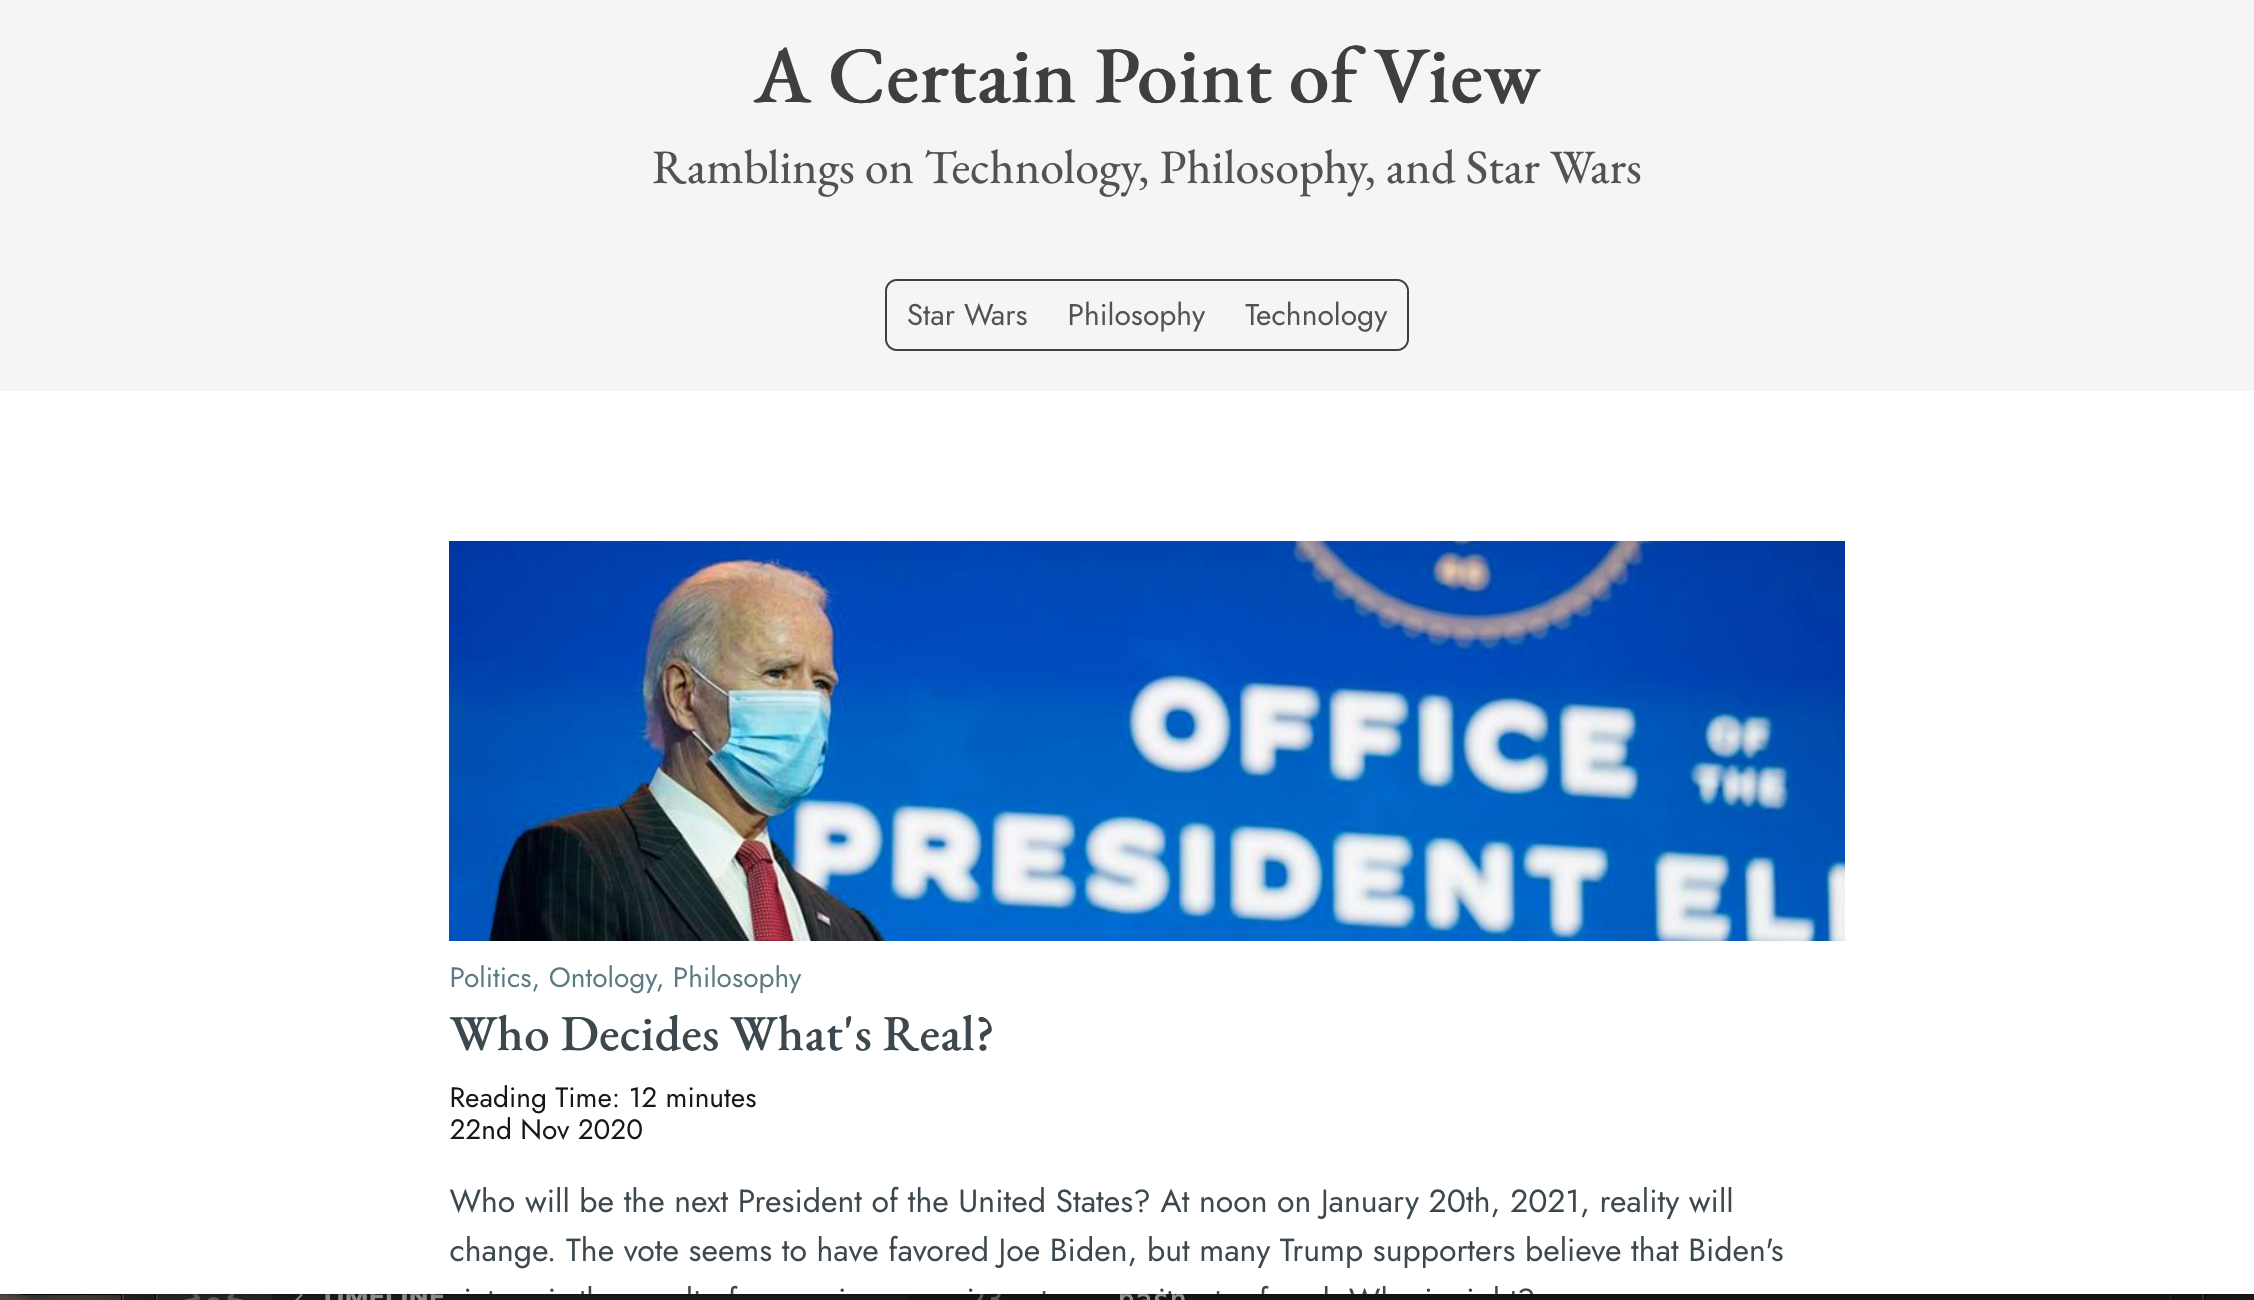 A Certain Point of View
Ramblings on Technology, Philosophy, and Star Wars
Star Wars Philosophy Technology
OFFICE OF THE
PRESIDENT EL
Politics, Ontology, Philosophy
Who Decides What's Real?
Reading Time: 12 minutes
22nd Nov 2020
Who will be the next President of the United States? At noon on January 20th, 2021, reality will
change. The vote seems to have favored Joe Biden, but many Trump supporters believe that Biden's